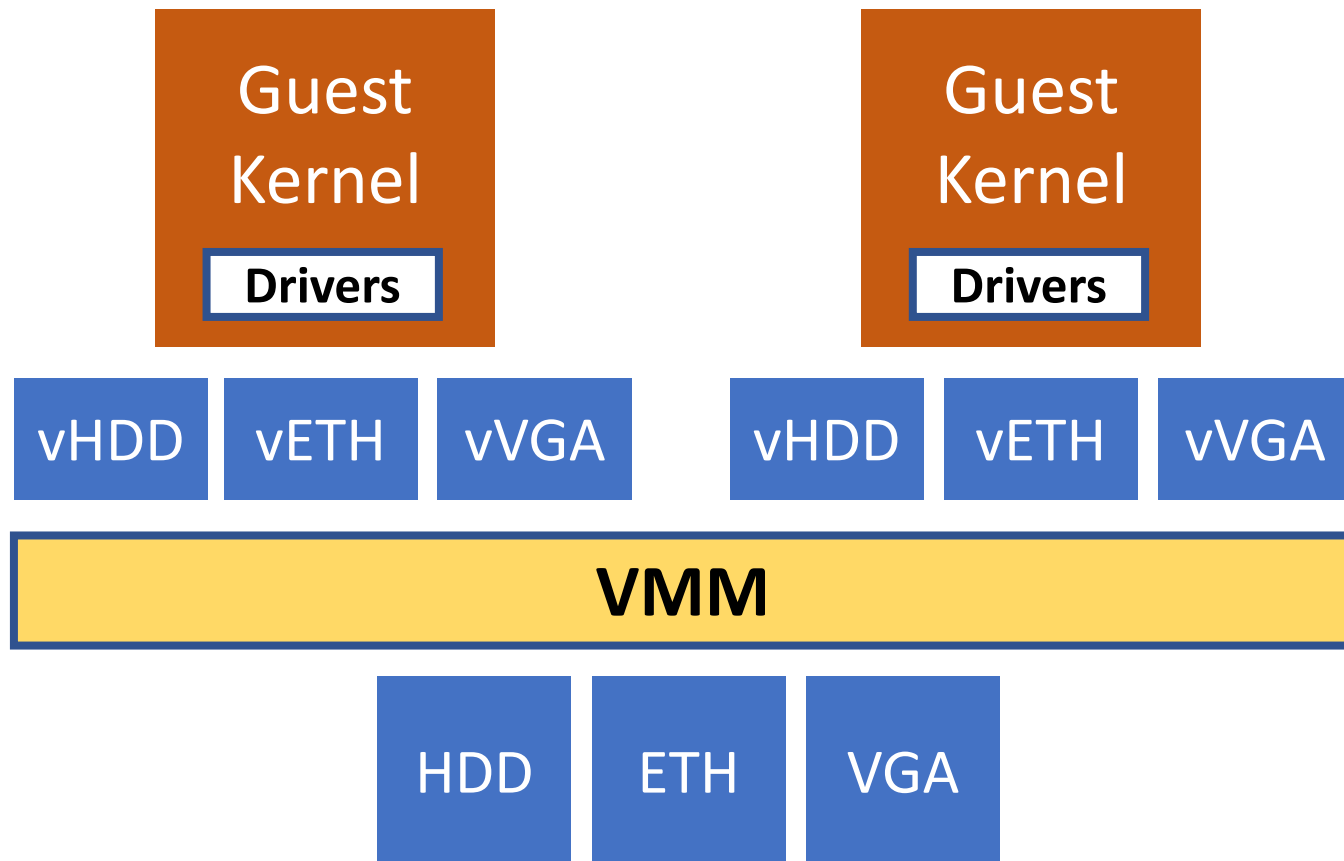 Guest
Kernel
Drivers
Guest
Kernel
Drivers
vHDD vETH vVGA
vHDD vETH vVGA
VMM
HDD ETH VGA